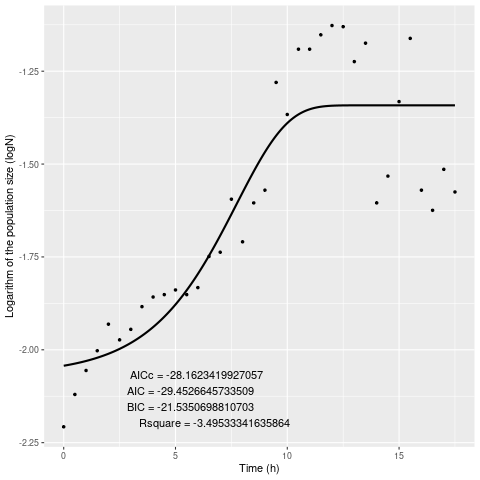 Logarithm of the population size (logN)
-1.25
-1.50
-1.75
-2.00
-2.25
AICc = -28.1623419927057
AIC = -29.4526645733509
BIC = -21.5350698810703
Rsquare = -3.49533341635864
0 5 10 15
Time (h)